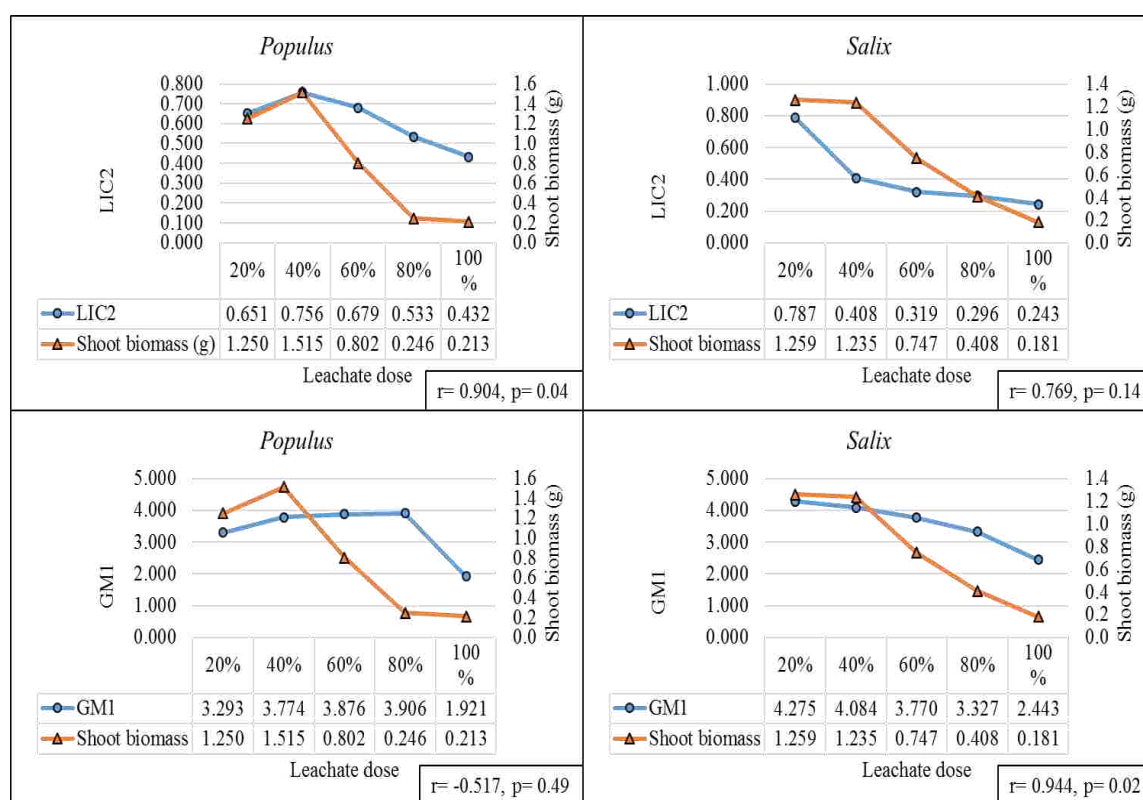 Populus
0.800
0.700
0.600
0.500
0.400
0.300
0.200
0.100
0.000
LIC2
1.6
1.4
1.2
1.0
0.8
0.6
0.4
0.2
0.0
Shoot biomass (g)
20% 40% 60% 80% 100 %
LIC2 0.651 0.756 0.679 0.533 0.432
Shoot biomass (g) 1.250 1.515 0.802 0.246 0.213
Leachate dose
r= 0.904, p= 0.04
Salix
1.000
0.800
0.600
0.400
0.200
0.000
LIC2
1.4
1.2
1.0
0.8
0.6
0.4
0.2
0.0
Shoot biomass (g)
20% 40% 60% 80% 100 %
LIC2 0.787 0.408 0.319 0.296 0.243
Shoot biomass 1.259 1.235 0.747 0.408 0.181
Leachate dose
r= 0.769, p= 0.14
Populus
5.000
4.000
3.000
2.000
1.000
0.000
GM1
1.6
1.4
1.2
1.0
0.8
0.6
0.4
0.2
0.0
Shoot biomass (g)
20% 40% 60% 80% 100 %
GM1 3.293 3.774 3.876 3.906 1.921
Shoot biomass 1.250 1.515 0.802 0.246 0.213
Leachate dose
r= -0.517, p= 0.49
Salix
5.000
4.000
3.000
2.000
1.000
0.000
GM1
1.4
1.2
1.0
0.8
0.6
0.4
0.2
0.0
Shoot biomass (g)
20% 40% 60% 80% 100 %
GM1 4.275 4.084 3.770 3.327 2.443
Shoot biomass 1.259 1.235 0.747 0.408 0.181
Leachate dose
r= 0.944, p= 0.02